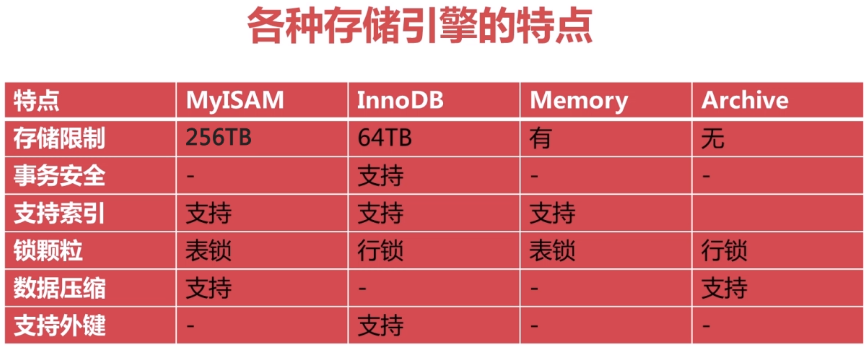 各种存储引擎的特点
特点 MyISAM InnoDB Memory Archive
存储限制 256TB 64TB 有 无
事务安全 - 支持 - -
支持索引 支持 支持 支持
锁颗粒 表锁 行锁 表锁 行锁
数据压缩 支持 - - 支持
支持外键 - 支持 - -